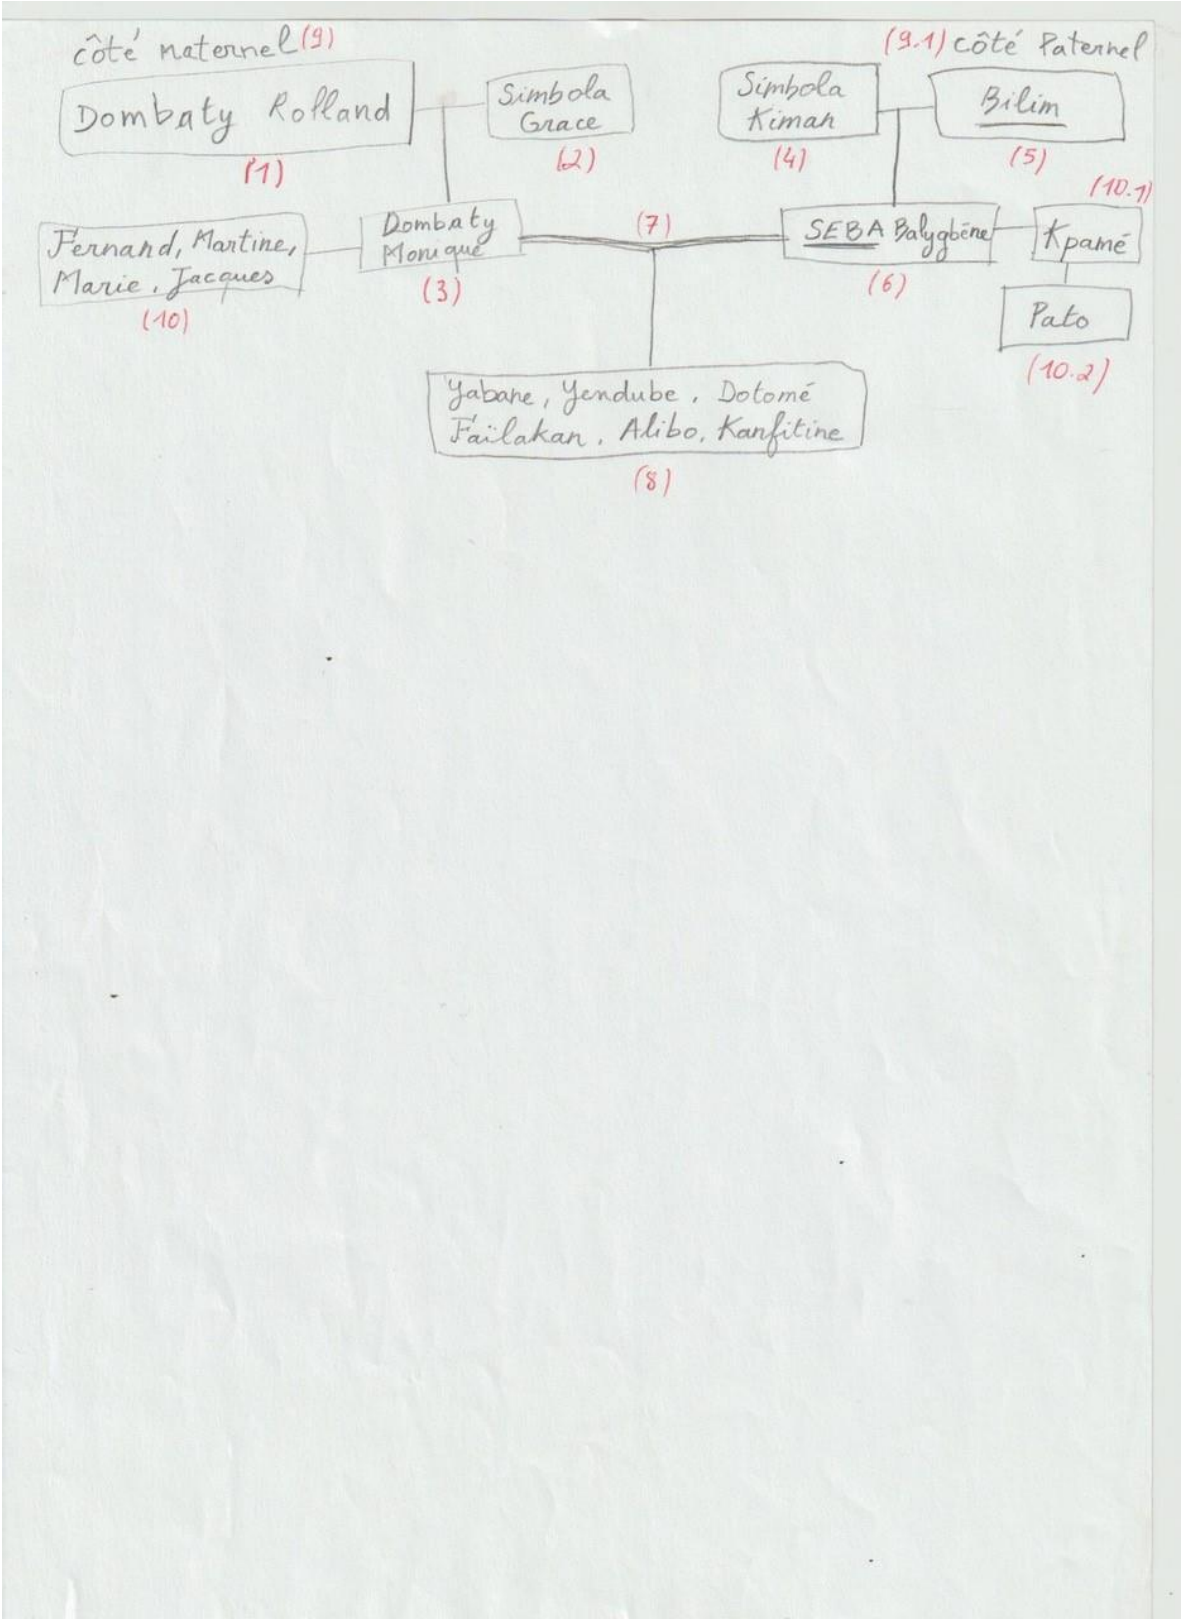 côté maternel (9)
(9.1) côté Paternel
Dombaty Rolland
(1)
Simbola
Grace
(2)
Simbola
Kiman
(4)
Bilim
(5)
Fernand, Martine,
Marie, Jacques
(10)
Dombaty
Monique
(3)
(7)
SEBA Balygbène
(6)
(10.1)
Kpamé
Pato
(10.2)
Yabane, Yendube, Dotomé
Faïlakan, Alibo, Kanfitine
(8)